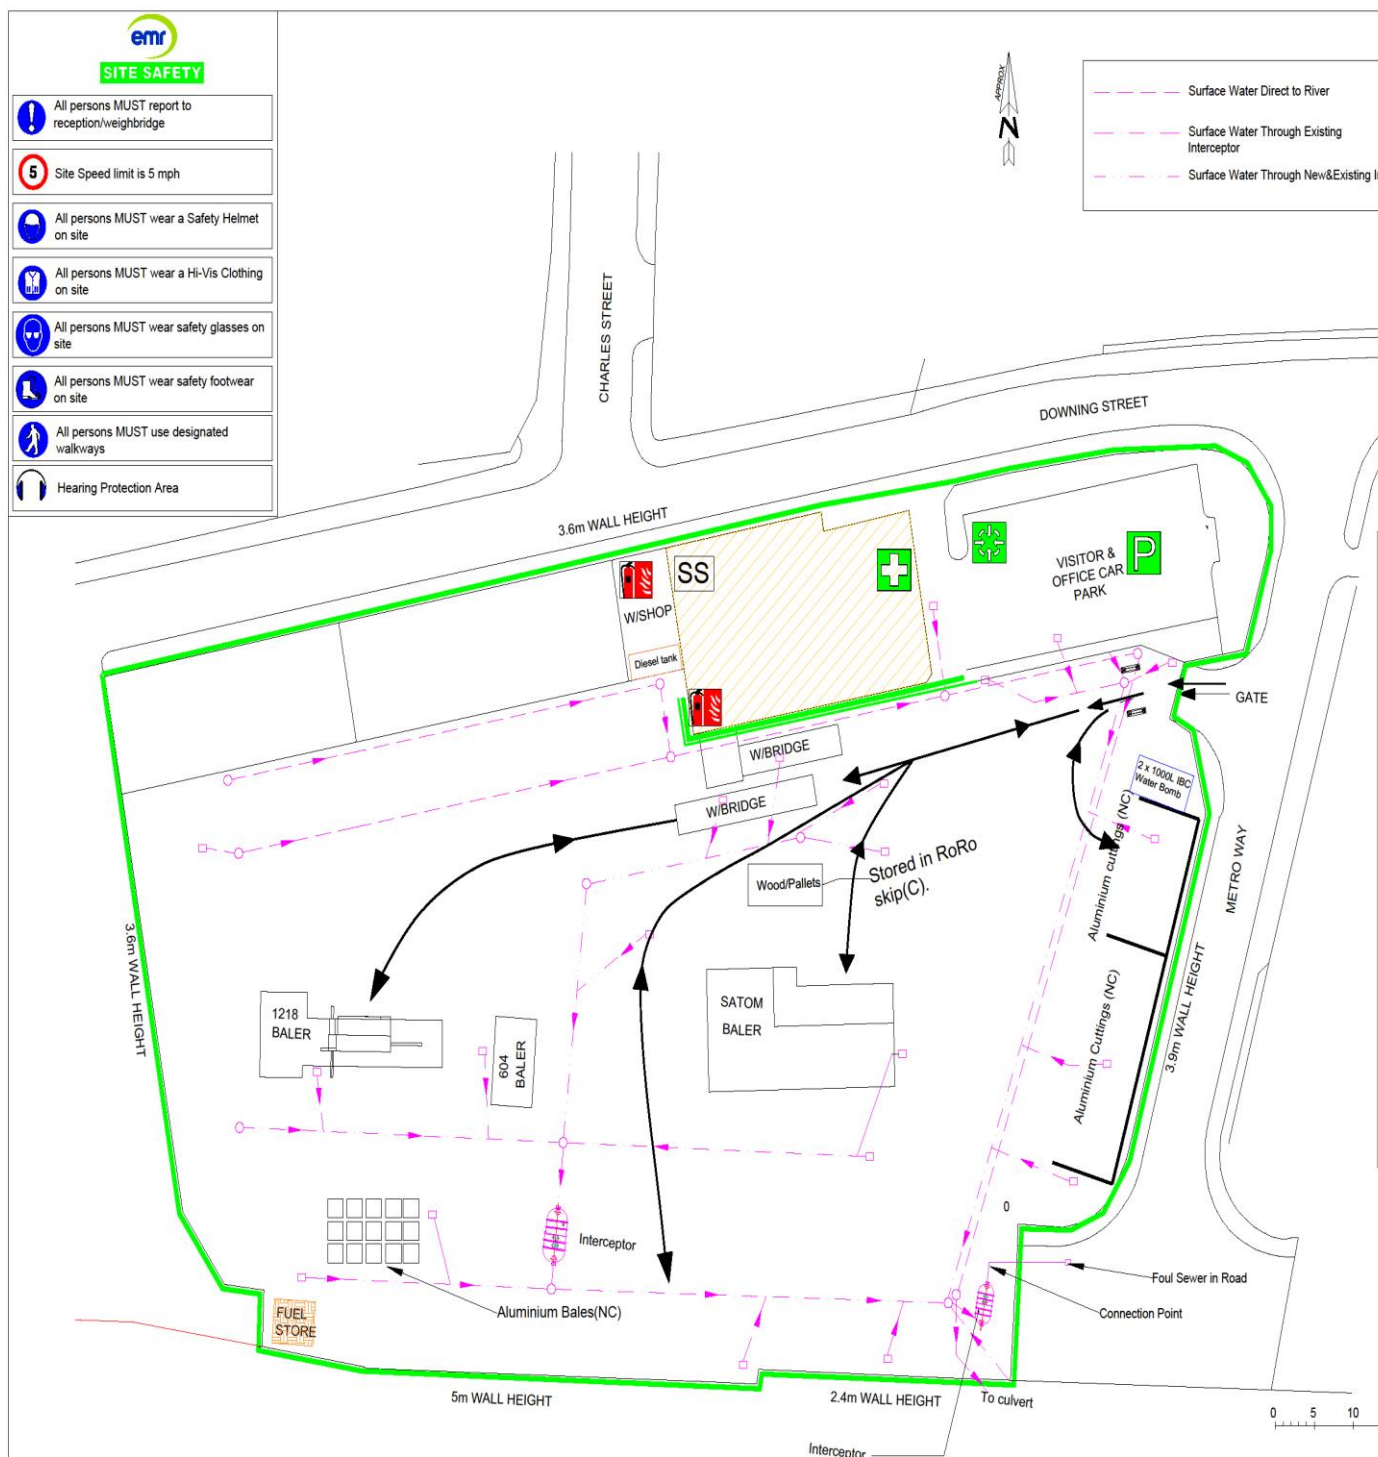 emr
SITE SAFETY
All persons MUST report to
reception/weighbridge
5
Site Speed limit is 5 mph
All persons MUST wear a Safety Helmet
on site
All persons MUST wear a Hi-Vis Clothing
on site
All persons MUST wear safety glasses on
site
All persons MUST wear safety footwear
on site
All persons MUST use designated
walkways
Hearing Protection Area
APPROX
N
Surface Water Direct to River
Surface Water Through Existing
Interceptor
Surface Water Through New&Existing I
CHARLES STREET
DOWNING STREET
3.6m WALL HEIGHT
SS
W/SHOP
Diesel tank
VISITOR &
OFFICE CAR
PARK
P
GATE
W/BRIDGE
W/BRIDGE
2 x 1000L IBC
Water Bomb
Aluminium cuttings (NC)
METRO WAY
Wood/Pallets
Stored in RoRo
skip(C).
3.6m WALL HEIGHT
1218
BALER
604
BALER
SATOM
BALER
Aluminium Cuttings (NC)
3.9m WALL HEIGHT
0
Interceptor
Foul Sewer in Road
Connection Point
Aluminium Bales(NC)
FUEL
STORE
5m WALL HEIGHT
2.4m WALL HEIGHT
To culvert
Interceptor
0 5 10